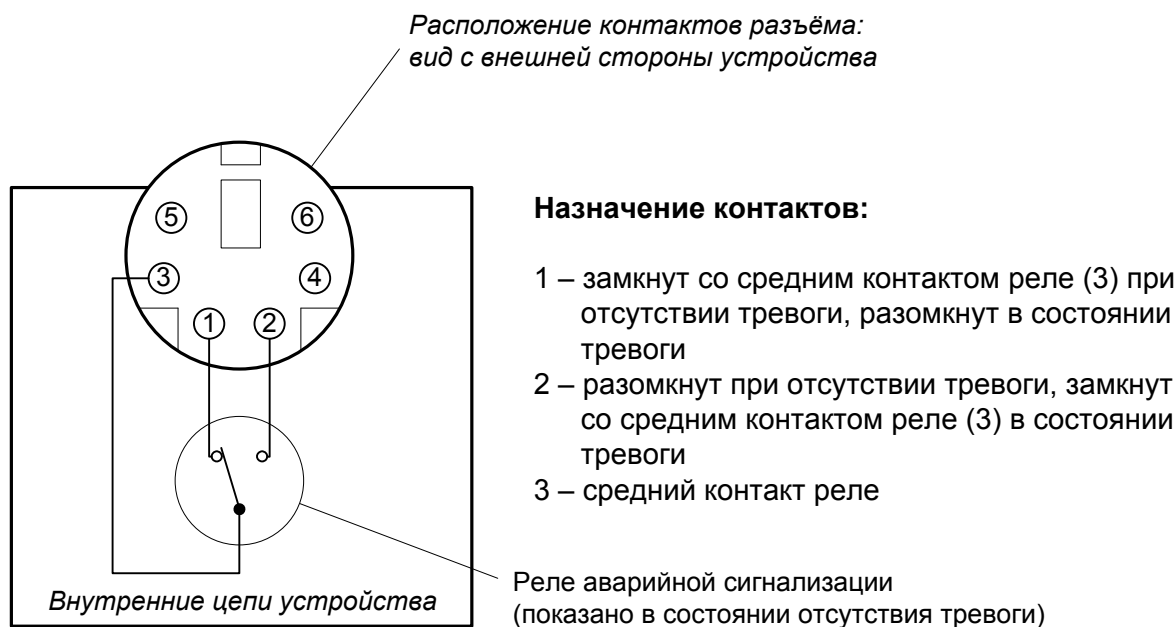 Расположение контактов разъёма:
вид с внешней стороны устройства
5
6
3
4
1
2
Назначение контактов:
1 – замкнут со средним контактом реле (3) при
отсутствии тревоги, разомкнут в состоянии
тревоги
2 – разомкнут при отсутствии тревоги, замкнут
со средним контактом реле (3) в состоянии
тревоги
3 – средний контакт реле
Внутренние цепи устройства
Реле аварийной сигнализации
(показано в состоянии отсутствия тревоги)